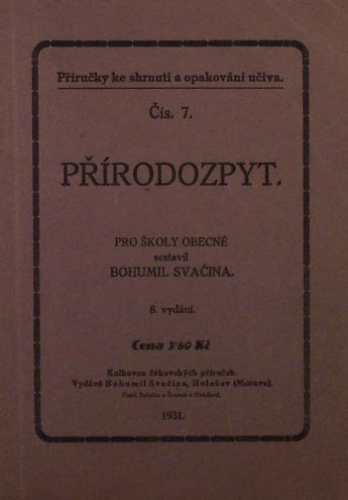 Příručky ke shrnutí a opakování učiva.
Čís. 7.
PŘÍRODOZPYT.
PRO ŠKOLY OBECNÉ
sestavil
BOHUMIL SVAČINA.
8. vydání.
Cena 3·60 Kč
Knihovna žákovských příruček.
Vydává Bohumil Svačina, Holešov (Morava).
1931.